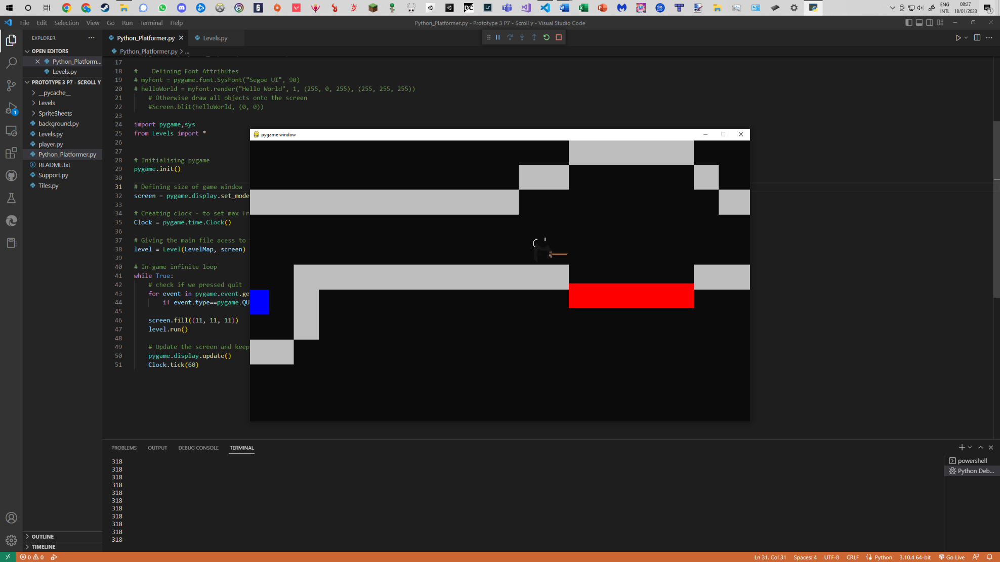 ENG
INTL
08:27
18/01/2023
1
File Edit Selection View Go Run Terminal Help
Python_Platformer.py - Prototype 3 P7 - Scroll y - Visual Studio Code
EXPLORER
OPEN EDITORS
Python_Platform...
Levels.py
PROTOTYPE 3 P7 - SCROLL Y
__pycache__
Levels
SpriteSheets
background.py
Levels.py
player.py
Python_Platformer.py
README.txt
Support.py
Tiles.py
OUTLINE
TIMELINE
1
Python_Platformer.py
Levels.py
Python_Platformer.py > ...
17
18 #    Defining Font Attributes
19 # myFont = pygame.font.SysFont("Segoe UI", 90)
20 # helloWorld = myFont.render("Hello World", 1, (255, 0, 255), (255, 255, 255))
21     # Otherwise draw all objects onto the screen
22     #Screen.blit(helloWorld, (0, 0))
23
24 import pygame,sys
25 from Levels import *
26
27
28 # Initialising pygame
29 pygame.init()
30
31 # Defining size of game window
32 screen = pygame.display.set_mode
33
34 # Creating clock - to set max fr
35 Clock = pygame.time.Clock()
36
37 # Giving the main file acess to
38 level = Level(LevelMap, screen)
39
40 # In-game infinite loop
41 while True:
42     # check if we pressed quit
43     for event in pygame.event.ge
44         if event.type==pygame.QU
45
46     screen.fill((11, 11, 11))
47     level.run()
48
49     # Update the screen and keep
50     pygame.display.update()
51     Clock.tick(60)
pygame window
PROBLEMS OUTPUT DEBUG CONSOLE TERMINAL
318
318
318
318
318
318
318
318
318
318
318
powershell
Python Deb...
0 0
Ln 31, Col 31 Spaces: 4 UTF-8 CRLF Python 3.10.4 64-bit Go Live